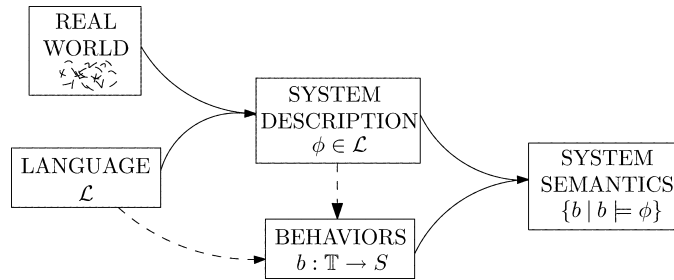 REAL
WORLD
SYSTEM
DESCRIPTION
ϕ ∈ ℒ
LANGUAGE
ℒ
SYSTEM
SEMANTICS
{b | b ⊨ ϕ}
BEHAVIORS
b : 𝕋 → S